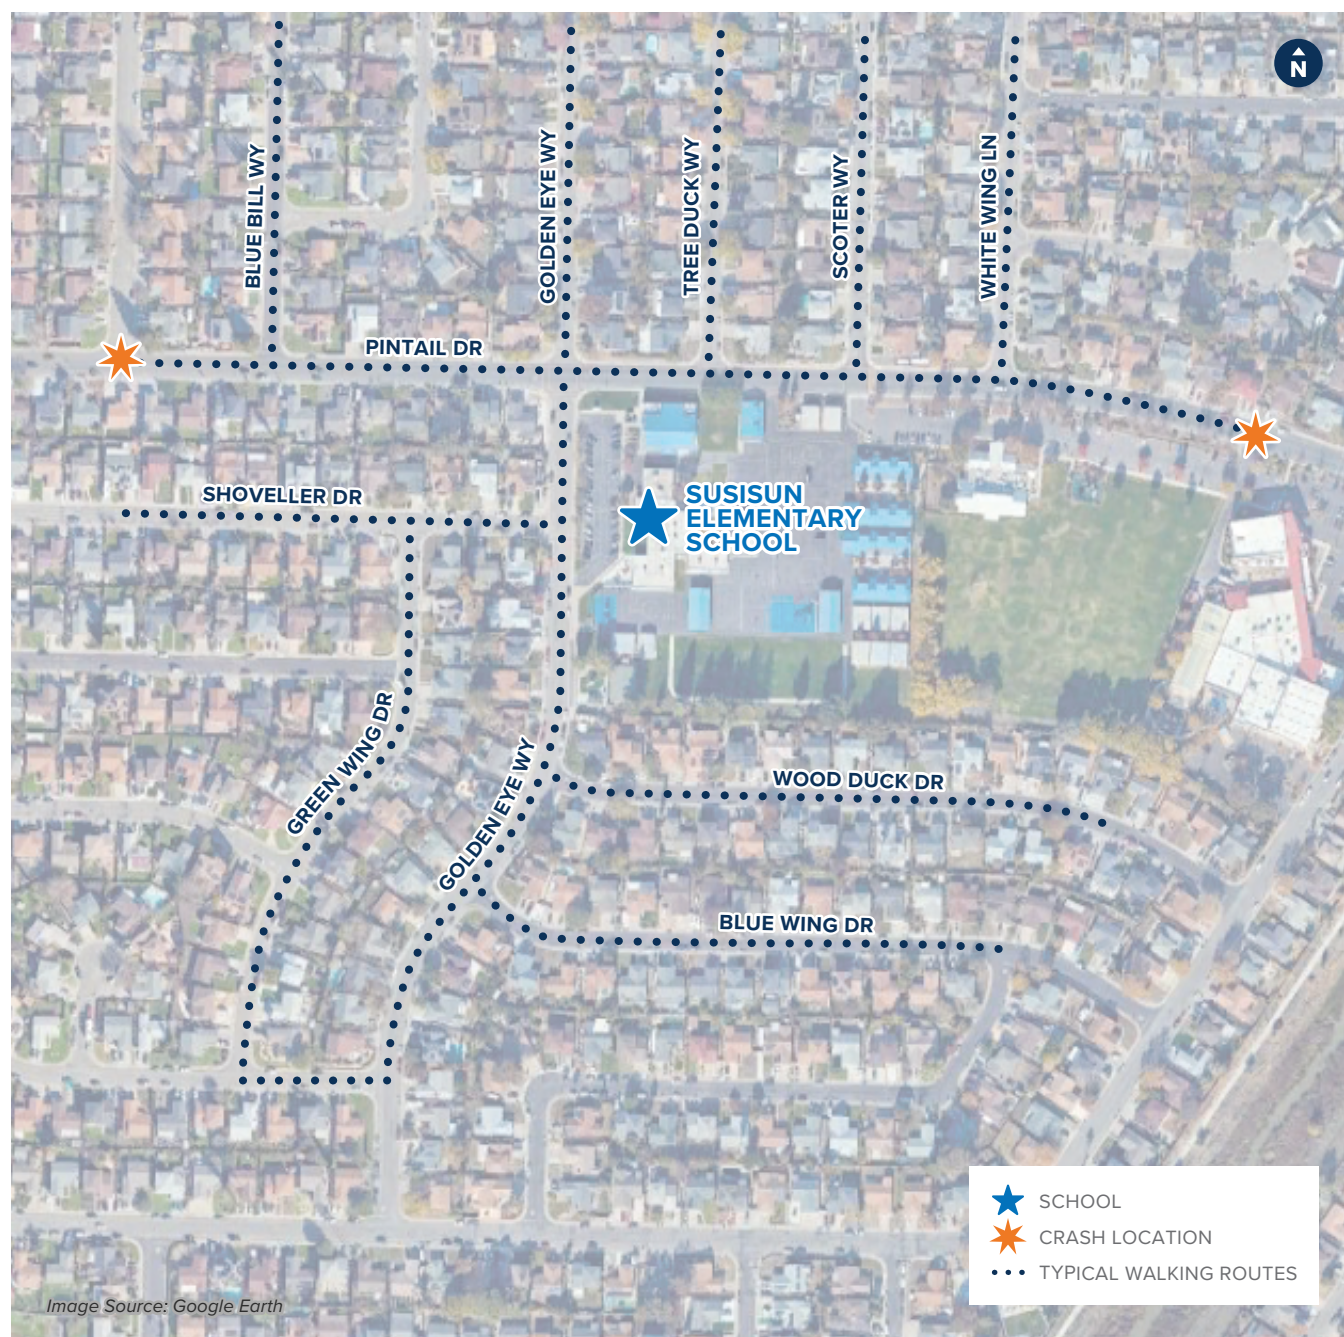 N
BLUE BILL WY
GOLDEN EYE WY
TREE DUCK WY
SCOTER WY
WHITE WING LN
PINTAIL DR
SHOVELLER DR
SUSISUN
ELEMENTARY
SCHOOL
GREEN WING DR
GOLDEN EYE WY
WOOD DUCK DR
BLUE WING DR
SCHOOL
CRASH LOCATION
TYPICAL WALKING ROUTES
Image Source: Google Earth